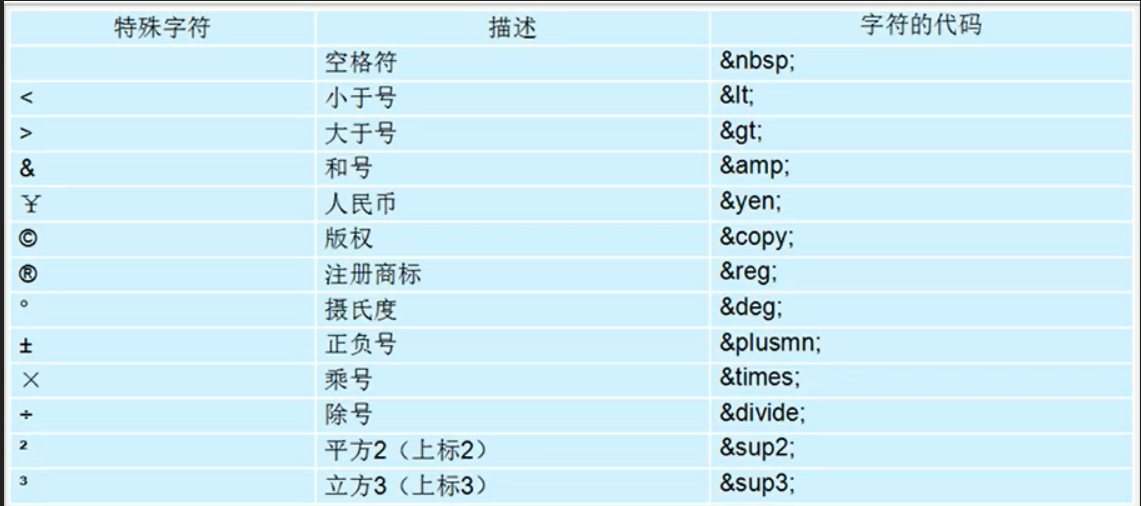 特殊字符 描述 字符的代码
空格符 &nbsp;
< 小于号 &lt;
> 大于号 &gt;
& 和号 &amp;
¥ 人民币 &yen;
© 版权 &copy;
® 注册商标 &reg;
° 摄氏度 &deg;
± 正负号 &plusmn;
× 乘号 &times;
÷ 除号 &divide;
² 平方2（上标2） &sup2;
³ 立方3（上标3） &sup3;